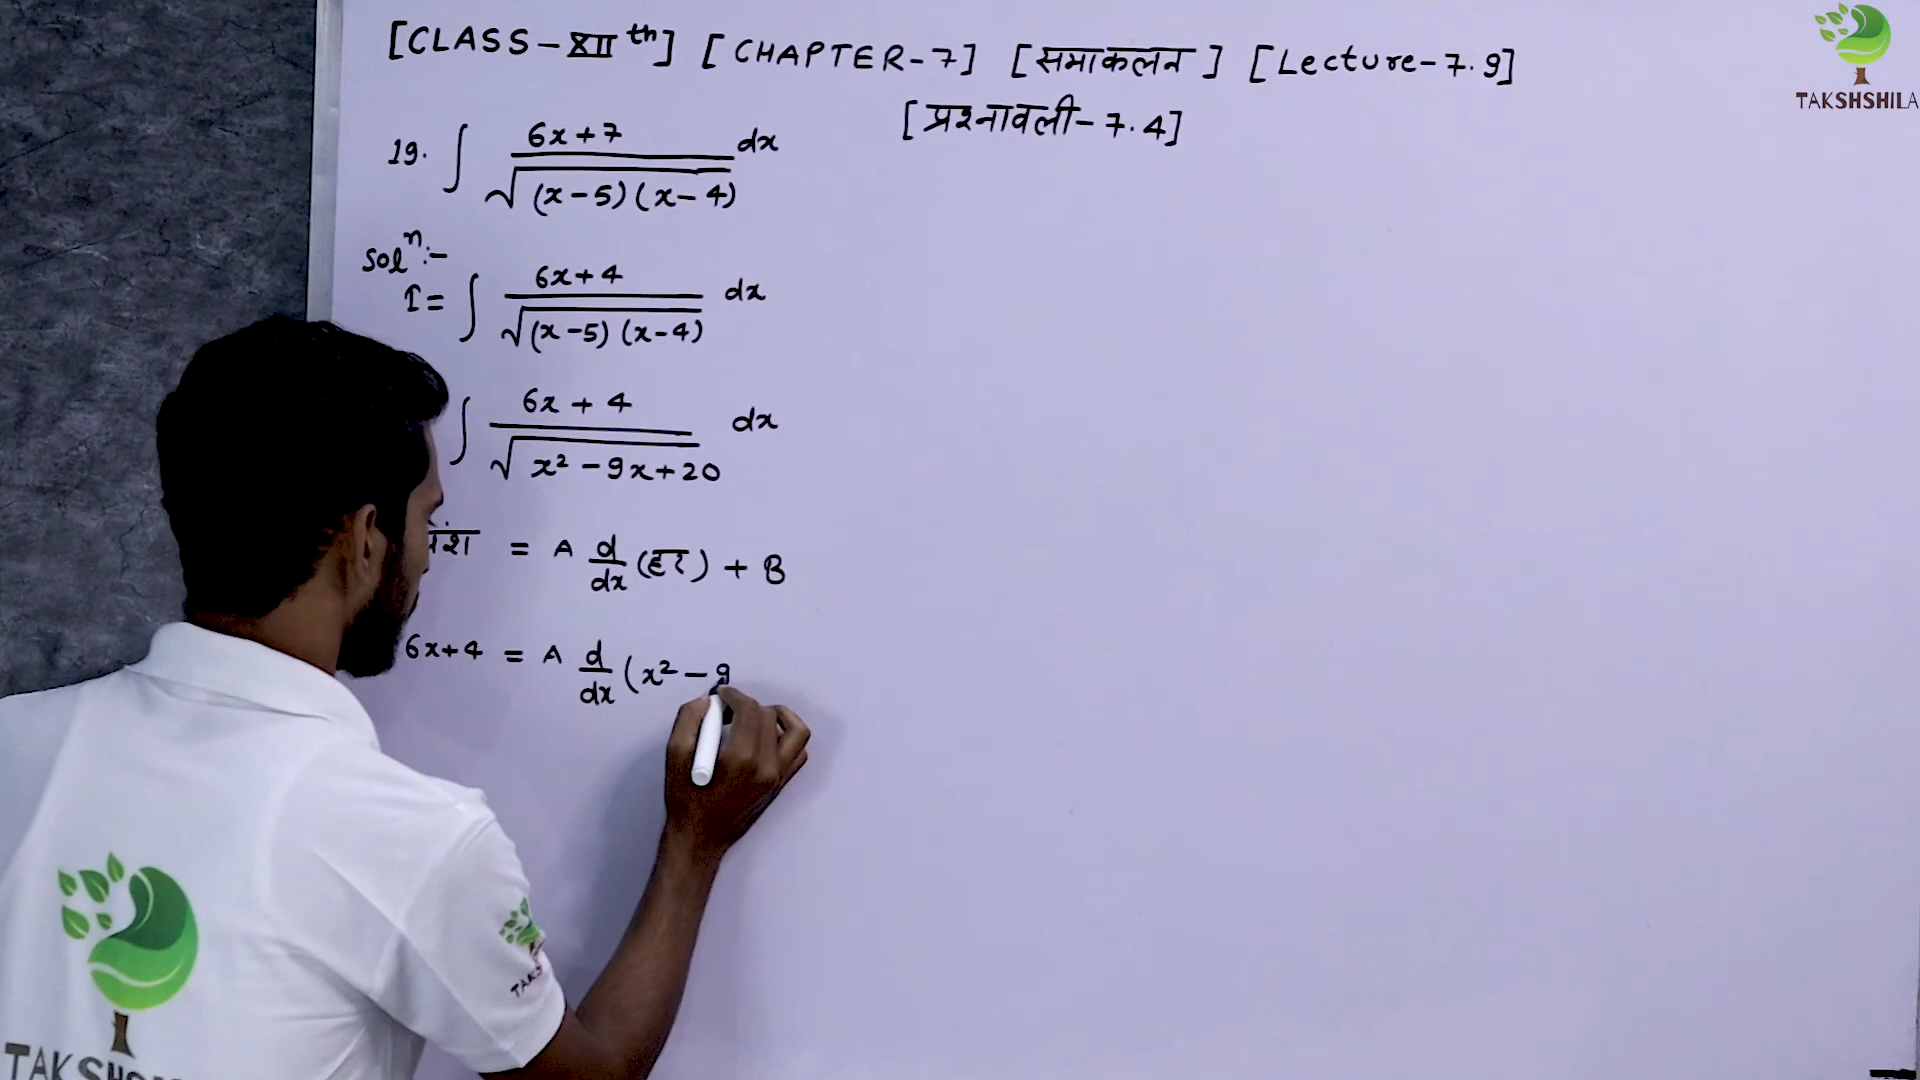 [CLASS-XII th] [CHAPTER-7] [समाकलन] [Lecture-7.9]
[प्रश्नावली-7.4]
19. ∫ 6x+7 / √(x-5)(x-4) dx
Solⁿ:-
I = ∫ 6x+4 / √(x-5)(x-4) dx
∫ 6x+4 / √x²-9x+20 dx
= A d/dx (हर) + B
6x+4 = A d/dx (x²-9
TAKSHSHILA